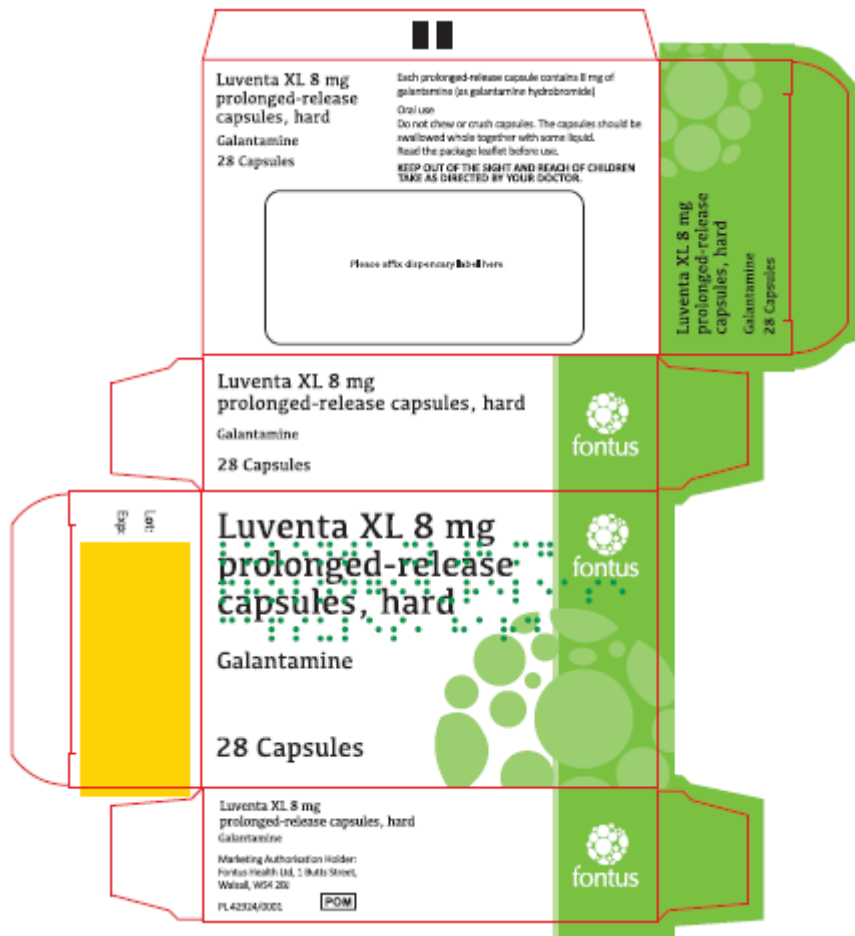 Luventa XL 8 mg
prolonged-release
capsules, hard
Galantamine
28 Capsules
Each prolonged-release capsule contains 8 mg of
galantamine (as galantamine hydrobromide)
Oral use
Do not chew or crush capsules. The capsules should be
swallowed whole together with some liquid.
Read the package leaflet before use.
KEEP OUT OF THE SIGHT AND REACH OF CHILDREN
TAKE AS DIRECTED BY YOUR DOCTOR.
Please affix dispensary label here
Luventa XL 8 mg
prolonged-release
capsules, hard
Galantamine
28 Capsules
Luventa XL 8 mg
prolonged-release capsules, hard
Galantamine
28 Capsules
fontus
Lot:
Exp:
Luventa XL 8 mg
prolonged-release
capsules, hard
Galantamine
28 Capsules
fontus
Luventa XL 8 mg
prolonged-release capsules, hard
Galantamine
Marketing Authorisation Holder:
Fontus Health Ltd, 1 Butts Street,
Walsall, WS4
PL 42924/0001
POM
fontus